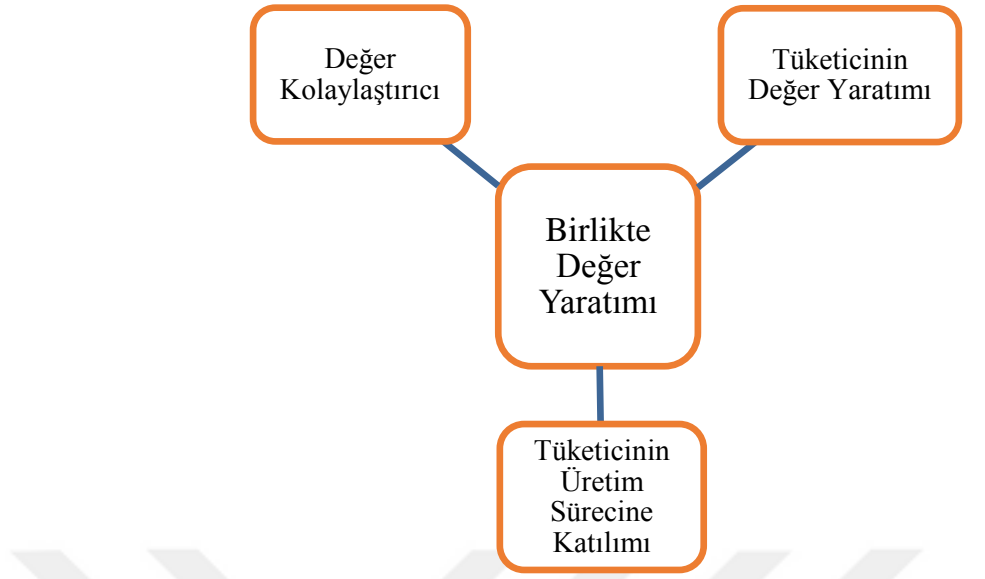 Değer
Kolaylaştırıcı
Tüketicinin
Değer Yaratımı
Birlikte
Değer
Yaratımı
Tüketicinin
Üretim
Sürecine
Katılımı